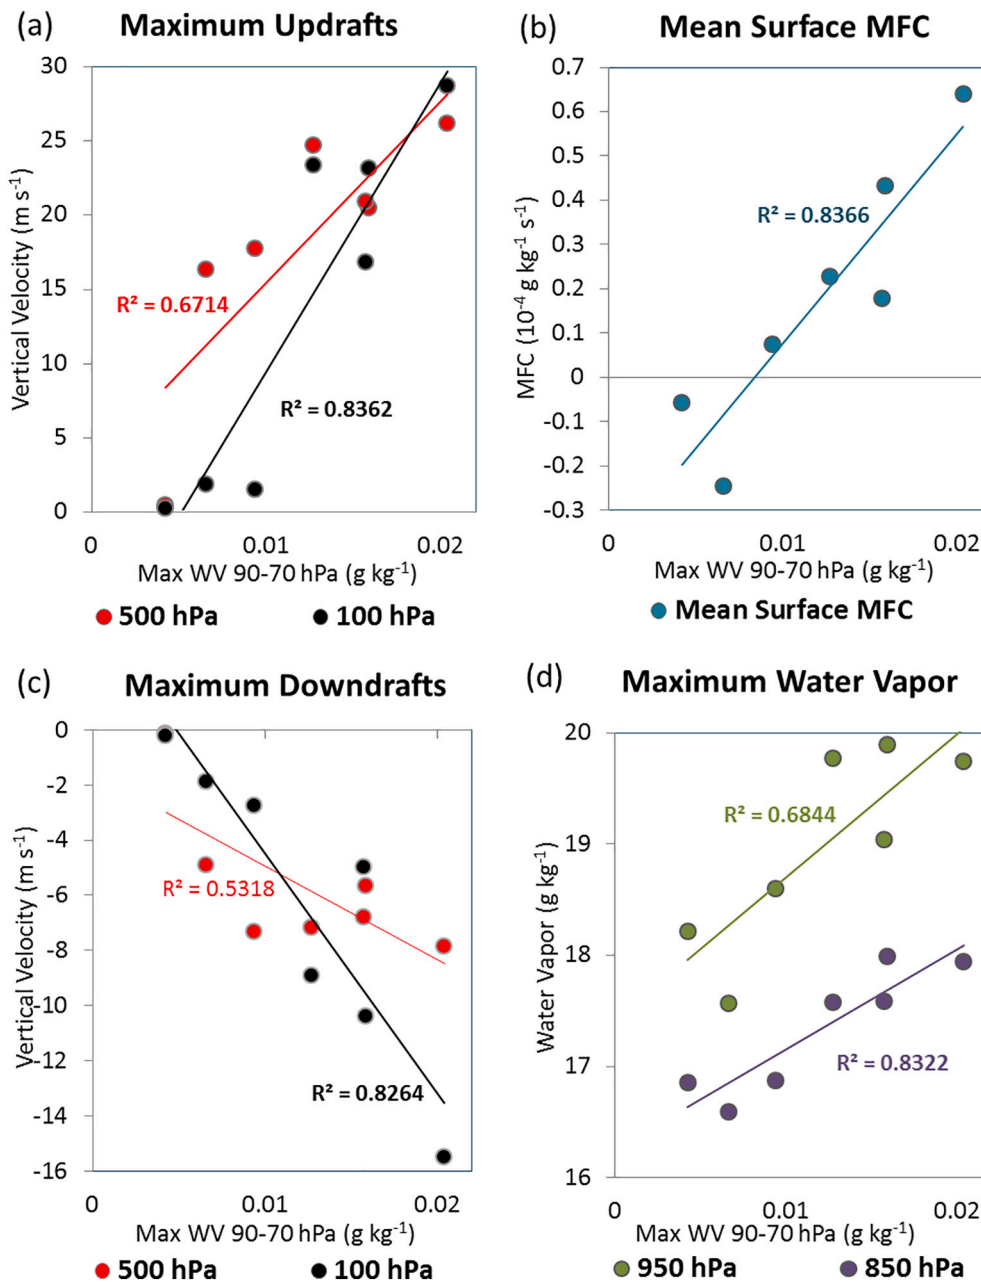 (a) Maximum Updrafts
30
25
20
15
10
5
0
Vertical Velocity (m s⁻¹)
R² = 0.6714
R² = 0.8362
0 0.01 0.02
Max WV 90-70 hPa (g kg⁻¹)
500 hPa 100 hPa
(b) Mean Surface MFC
0.7
0.6
0.5
0.4
0.3
0.2
0.1
0
-0.1
-0.2
-0.3
MFC (10⁻⁴ g kg⁻¹ s⁻¹)
R² = 0.8366
0 0.01 0.02
Max WV 90-70 hPa (g kg⁻¹)
Mean Surface MFC
(c) Maximum Downdrafts
0
-2
-4
-6
-8
-10
-12
-14
-16
Vertical Velocity (m s⁻¹)
R² = 0.5318
R² = 0.8264
0 0.01 0.02
Max WV 90-70 hPa (g kg⁻¹)
500 hPa 100 hPa
(d) Maximum Water Vapor
20
19
18
17
16
Water Vapor (g kg⁻¹)
R² = 0.6844
R² = 0.8322
0 0.01 0.02
Max WV 90-70 hPa (g kg⁻¹)
950 hPa 850 hPa